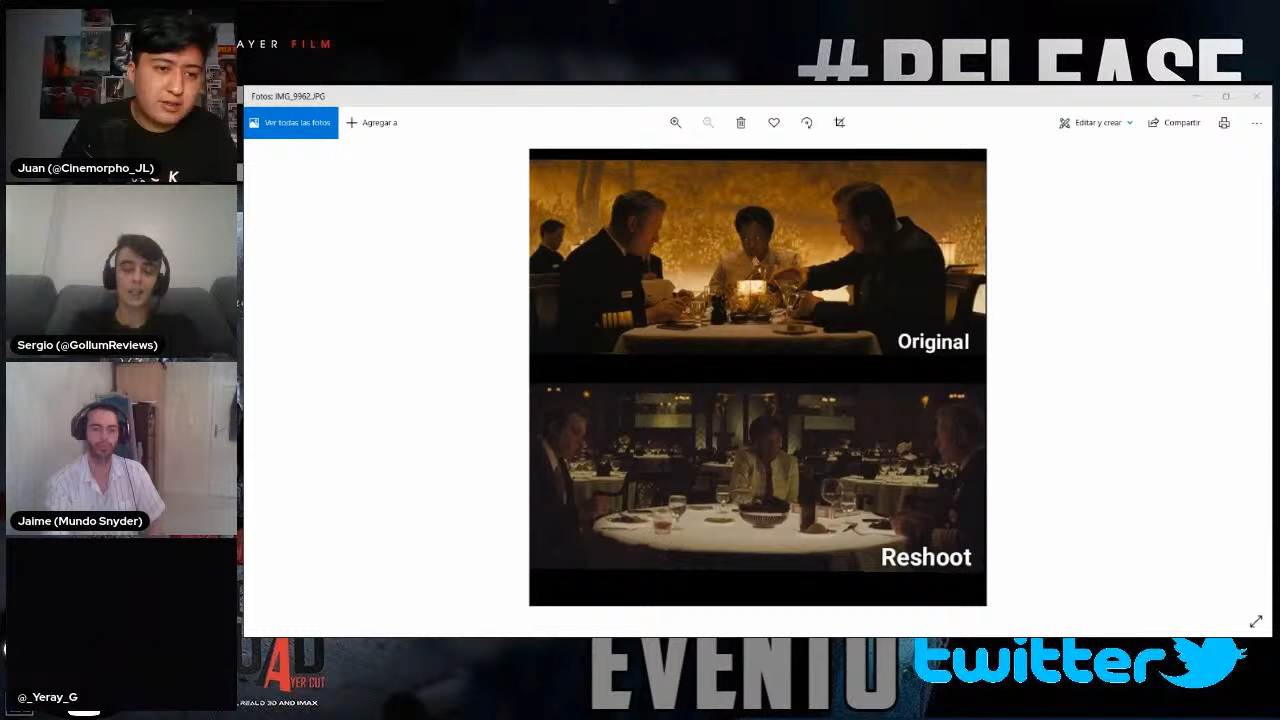 AYER FILM
#RELEASE
Juan (@Cinemorpho_JL)
Sergio (@GollumReviews)
Jaime (Mundo Snyder)
@_Yeray_G
Fotos: IMG_9962.JPG
Ver todas las fotos
Agregar a
Editar y crear
Compartir
Original
Reshoot
AYER CUT
REALD 3D AND IMAX
EVENTO
twitter